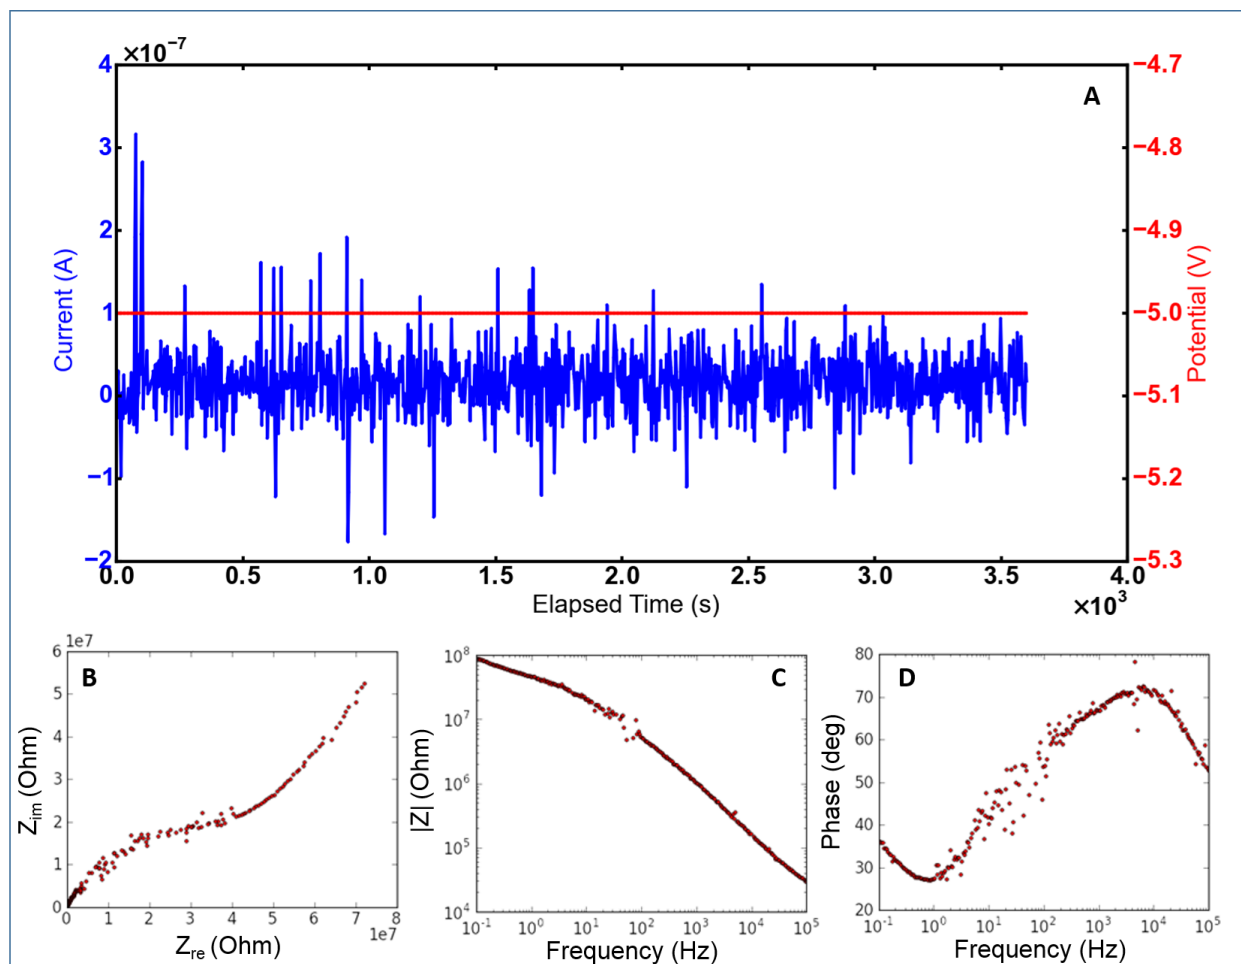 ×10⁻⁷
A
4
3
2
1
0
−1
−2
Current (A)
−4.7
−4.8
−4.9
−5.0
−5.1
−5.2
−5.3
Potential (V)
0.0 0.5 1.0 1.5 2.0 2.5 3.0 3.5 4.0
Elapsed Time (s)
×10³
1e7
B
6
5
4
3
2
1
0
Zim (Ohm)
0 1 2 3 4 5 6 7 8
1e7
Zre (Ohm)
C
10⁸
10⁷
10⁶
10⁵
10⁴
|Z| (Ohm)
10⁻¹ 10⁰ 10¹ 10² 10³ 10⁴ 10⁵
Frequency (Hz)
D
80
70
60
50
40
30
20
Phase (deg)
10⁻¹ 10⁰ 10¹ 10² 10³ 10⁴ 10⁵
Frequency (Hz)